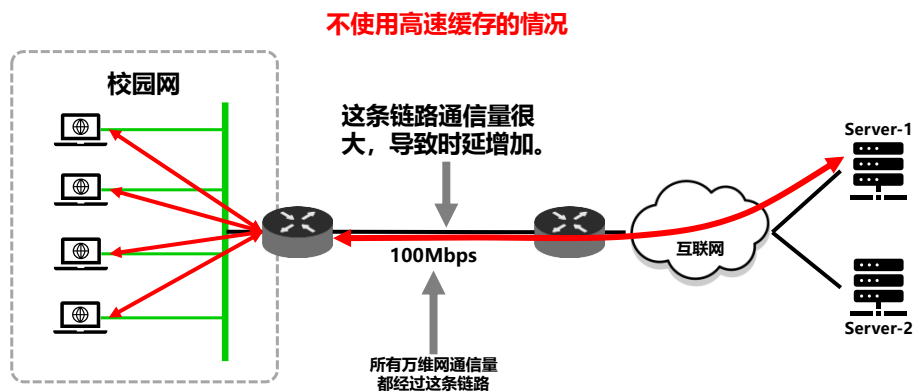 不使用高速缓存的情况
校园网
这条链路通信量很
大，导致时延增加。
Server-1
互联网
100Mbps
Server-2
所有万维网通信量
都经过这条链路